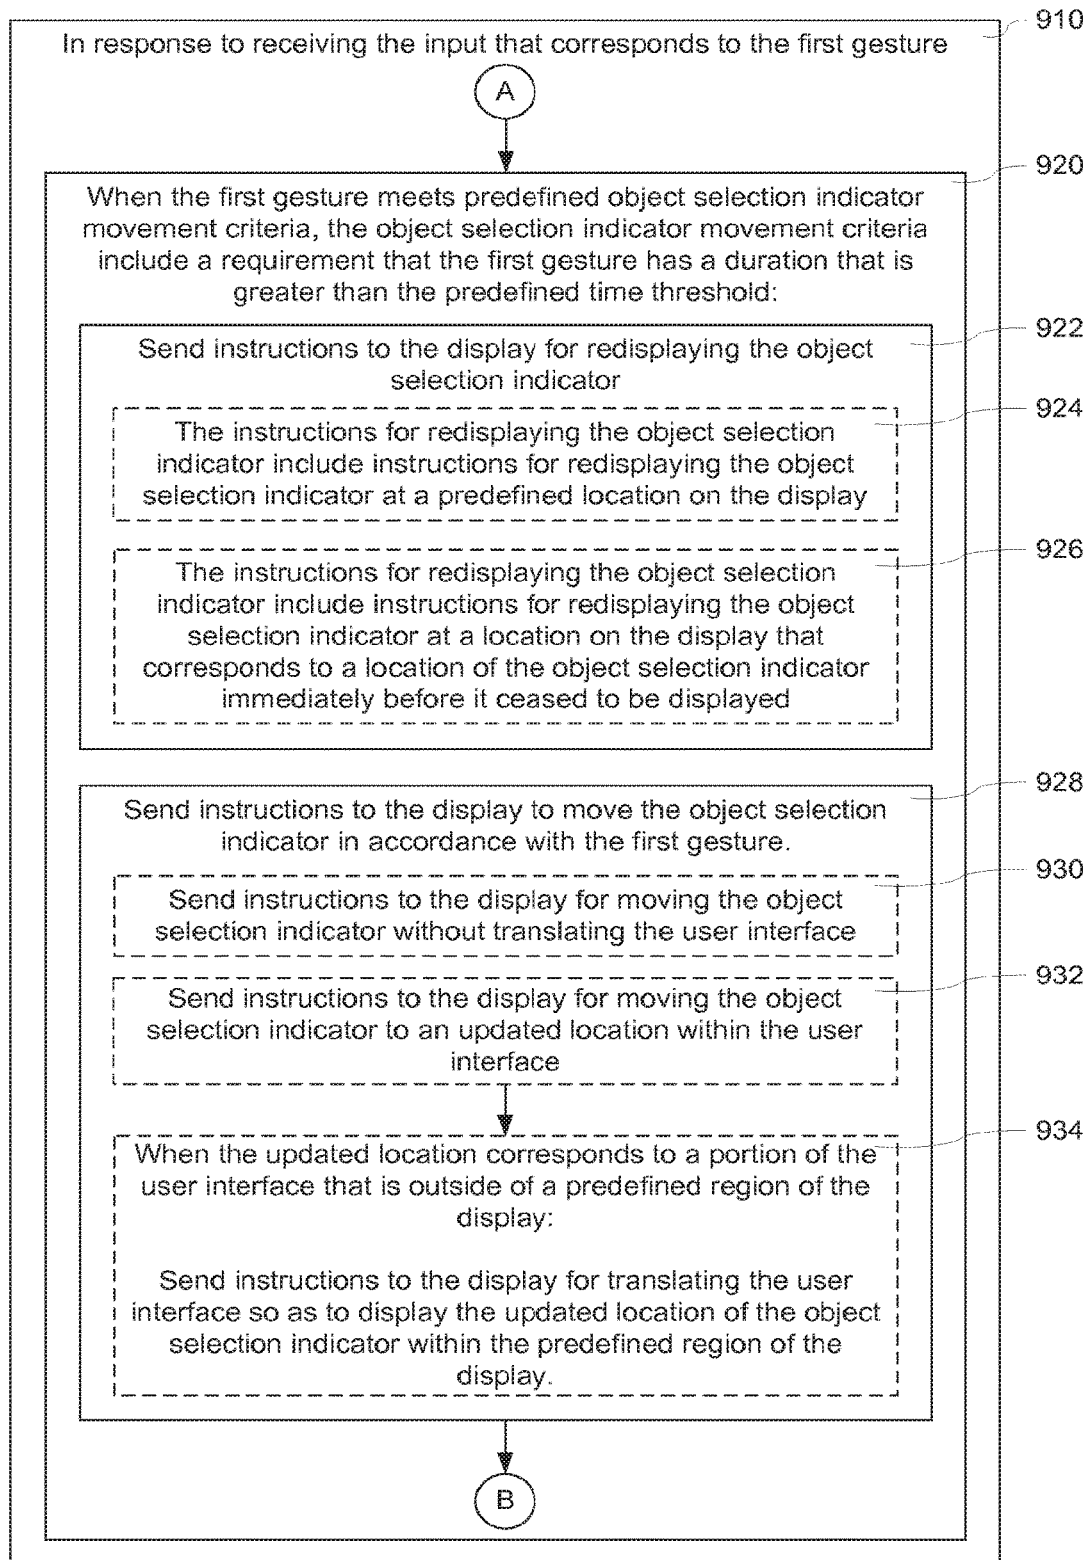 910
In response to receiving the input that corresponds to the first gesture
A
920
When the first gesture meets predefined object selection indicator
movement criteria, the object selection indicator movement criteria
include a requirement that the first gesture has a duration that is
greater than the predefined time threshold:
922
Send instructions to the display for redisplaying the object
selection indicator
924
The instructions for redisplaying the object selection
indicator include instructions for redisplaying the object
selection indicator at a predefined location on the display
926
The instructions for redisplaying the object selection
indicator include instructions for redisplaying the object
selection indicator at a location on the display that
corresponds to a location of the object selection indicator
immediately before it ceased to be displayed
928
Send instructions to the display to move the object selection
indicator in accordance with the first gesture.
930
Send instructions to the display for moving the object
selection indicator without translating the user interface
932
Send instructions to the display for moving the object
selection indicator to an updated location within the user
interface
934
When the updated location corresponds to a portion of the
user interface that is outside of a predefined region of the
display:
Send instructions to the display for translating the user
interface so as to display the updated location of the object
selection indicator within the predefined region of the
display.
B